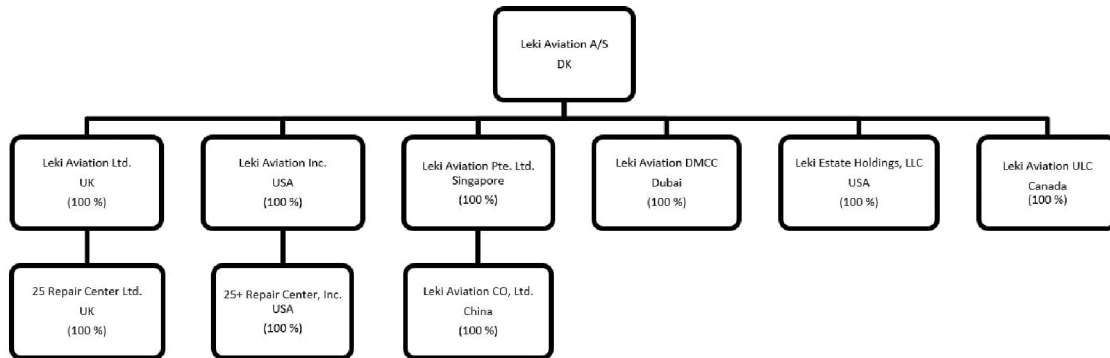 Leki Aviation A/S
DK
Leki Aviation Ltd.
UK
(100 %)
Leki Aviation Inc.
USA
(100 %)
Leki Aviation Pte. Ltd.
Singapore
(100 %)
Leki Aviation DMCC
Dubai
(100 %)
Leki Estate Holdings, LLC
USA
(100 %)
Leki Aviation ULC
Canada
(100 %)
25 Repair Center Ltd.
UK
(100 %)
25+ Repair Center, Inc.
USA
(100 %)
Leki Aviation CO, Ltd.
China
(100 %)